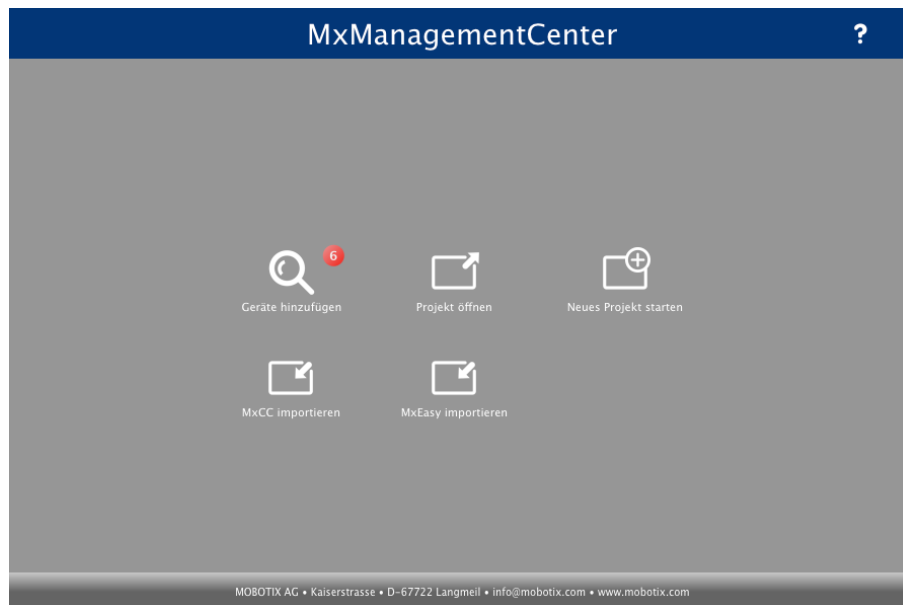 MxManagementCenter ?
6
Geräte hinzufügen Projekt öffnen Neues Projekt starten
MxCC importieren MxEasy importieren
MOBOTIX AG • Kaiserstrasse • D-67722 Langmeil • info@mobotix.com • www.mobotix.com